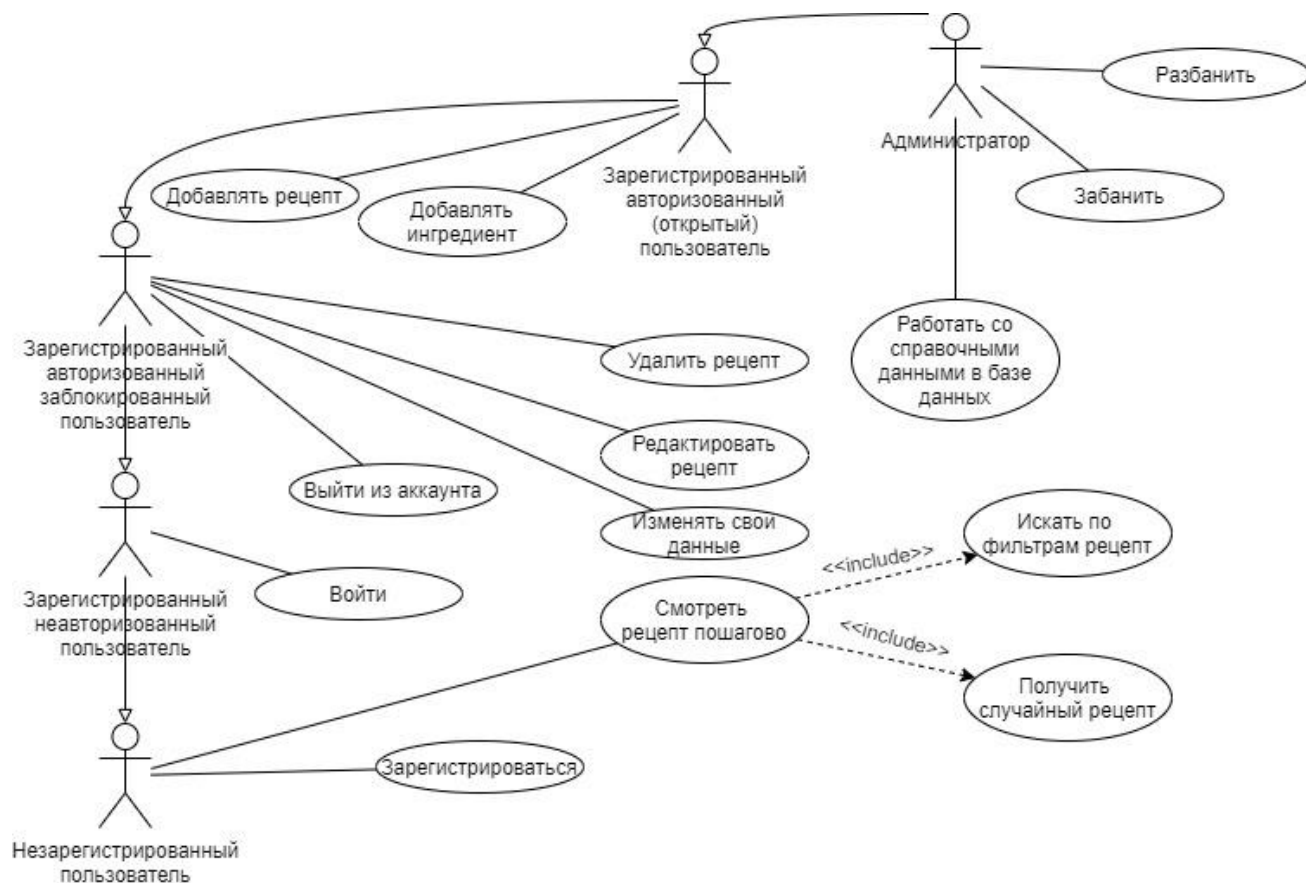 Разбанить
Администратор
Зарегистрированный
авторизованный
(открытый)
пользователь
Добавлять рецепт
Добавлять
ингредиент
Забанить
Работать со
справочными
данными в базе
данных
Зарегистрированный
авторизованный
заблокированный
пользователь
Удалить рецепт
Редактировать
рецепт
Выйти из аккаунта
Изменять свои
данные
Искать по
фильтрам рецепт
<<include>>
Зарегистрированный
неавторизованный
пользователь
Войти
Смотреть
рецепт пошагово
<<include>>
Получить
случайный рецепт
Зарегистрироваться
Незарегистрированный
пользователь